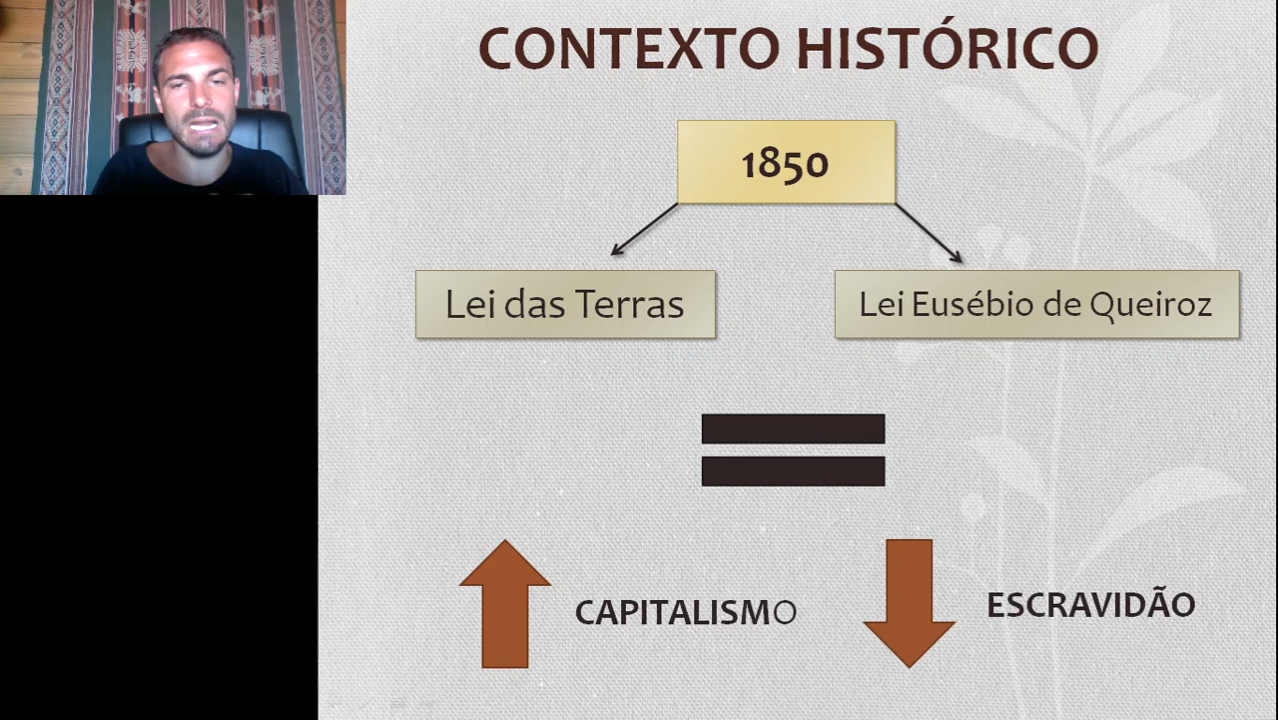 CONTEXTO HISTÓRICO
1850
Lei das Terras
Lei Eusébio de Queiroz
CAPITALISMO
ESCRAVIDÃO